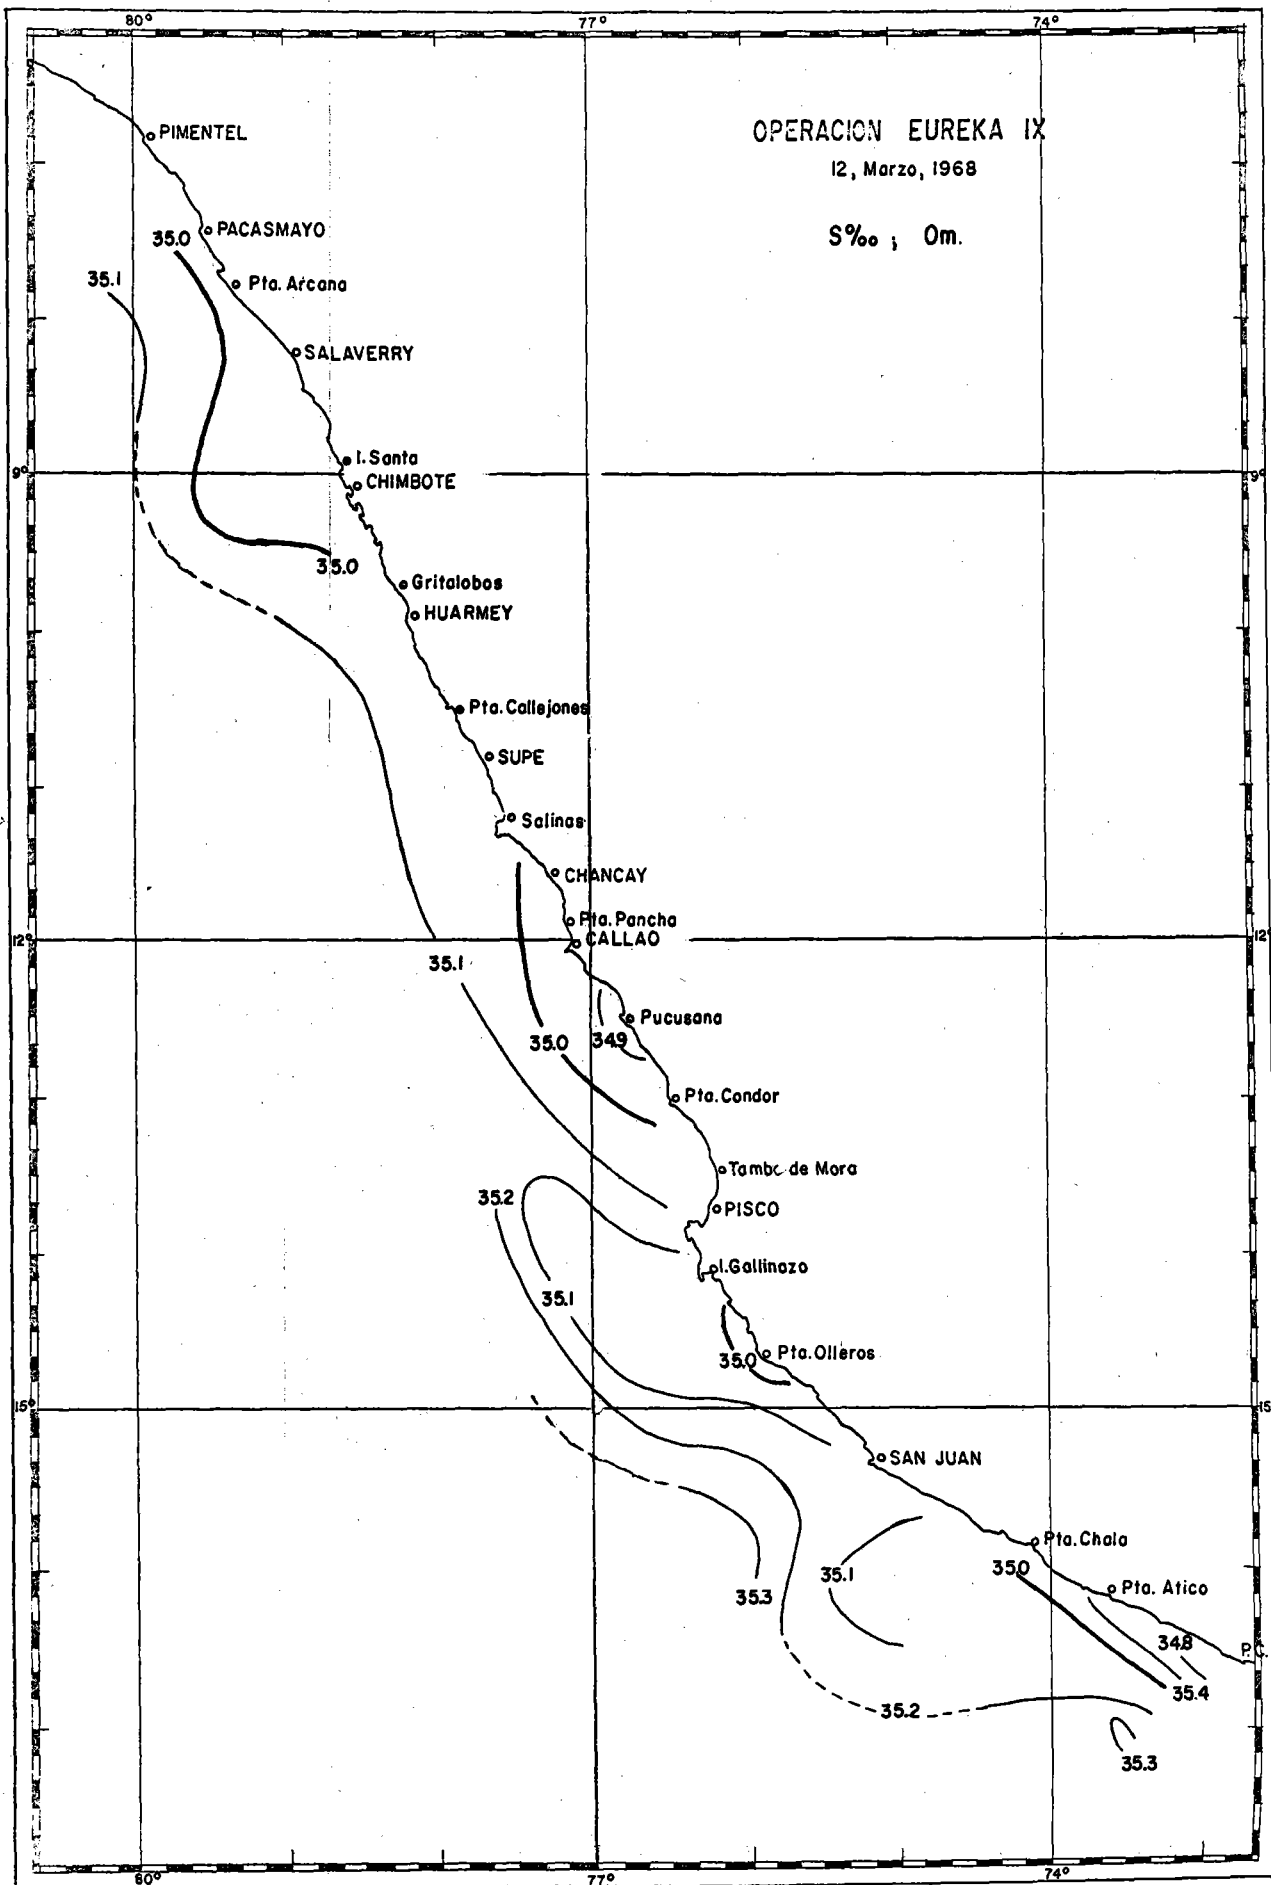 80° 77° 74°
OPERACION EUREKA IX
12, Marzo, 1968
S‰ ; 0m.
PIMENTEL
PACASMAYO
35.0
Pta. Arcana
35.1
SALAVERRY
I. Santa
9° 9°
CHIMBOTE
35.0
Gritalobos
HUARMEY
Pta. Callejones
SUPE
Salinas
CHANCAY
Pta. Pancha
12° CALLAO 12°
35.1
Pucusana
35.0 34.9
Pta. Condor
Tambo de Mora
35.2
PISCO
I. Gallinazo
35.1
35.0 Pta. Olleros
15° 15
SAN JUAN
Pta. Chala
35.0
35.1
Pta. Atico
35.3
34.8
P.C.
35.4
35.2
35.3
80° 77° 74°